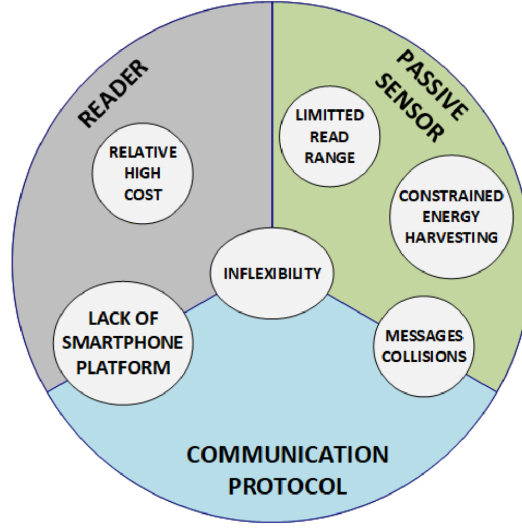 READER
PASSIVE
SENSOR
RELATIVE
HIGH
COST
LIMITTED
READ
RANGE
CONSTRAINED
ENERGY
HARVESTING
INFLEXIBILITY
LACK OF
SMARTPHONE
PLATFORM
MESSAGES
COLLISIONS
COMMUNICATION
PROTOCOL